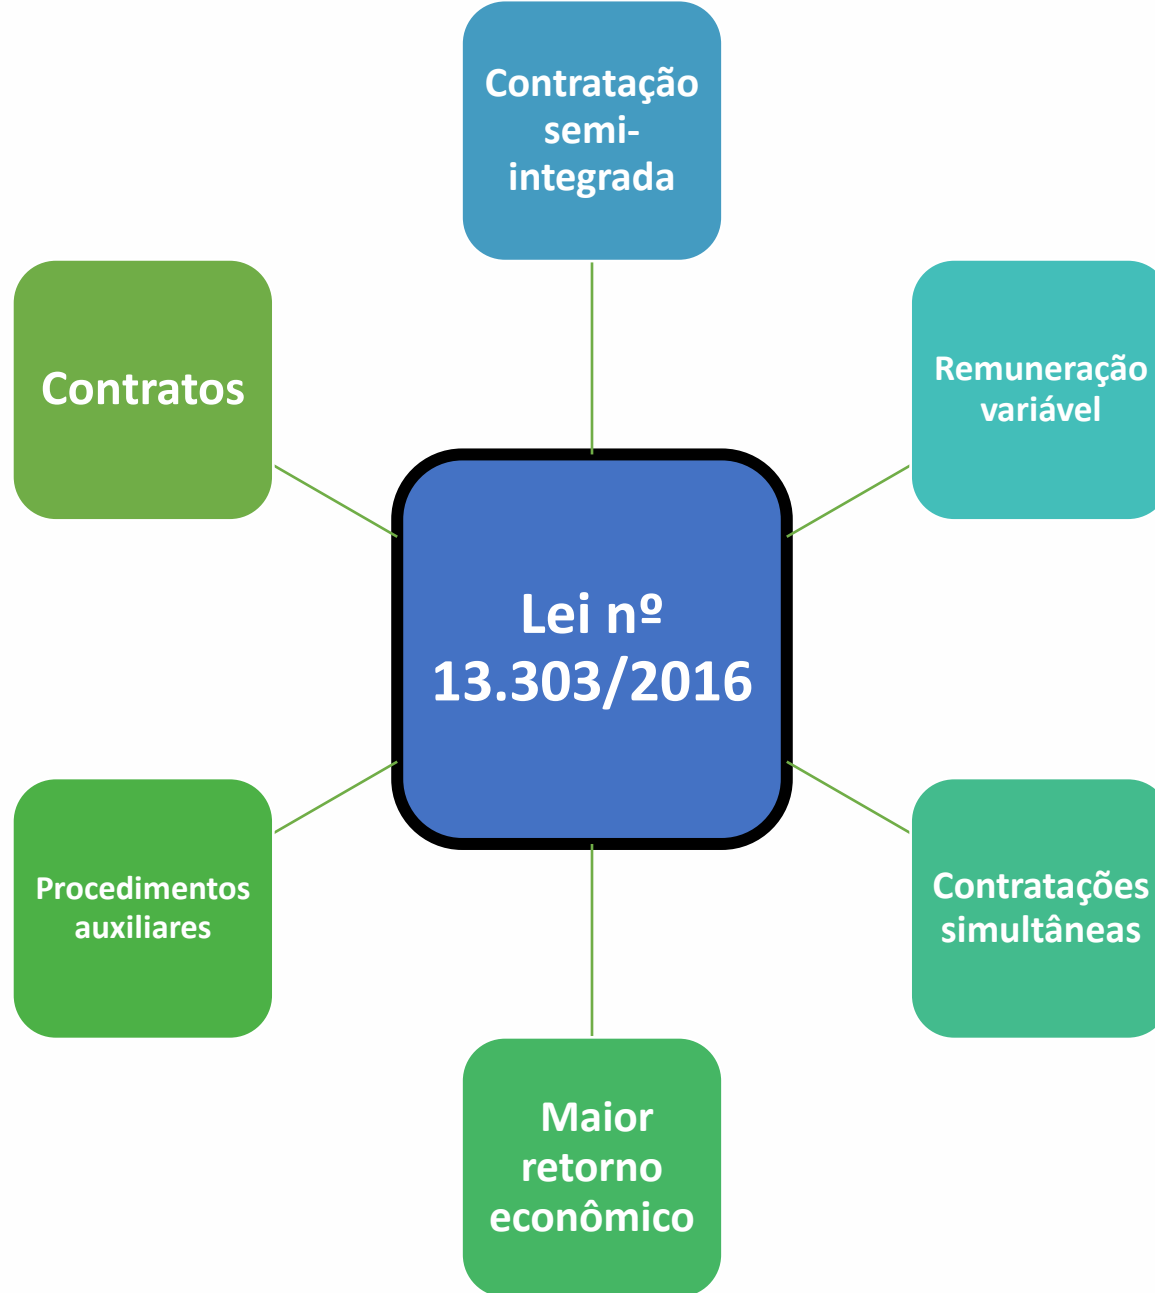 Contratação
semi-
integrada
Contratos
Remuneração
variável
Lei nº
13.303/2016
Procedimentos
auxiliares
Contratações
simultâneas
Maior
retorno
econômico